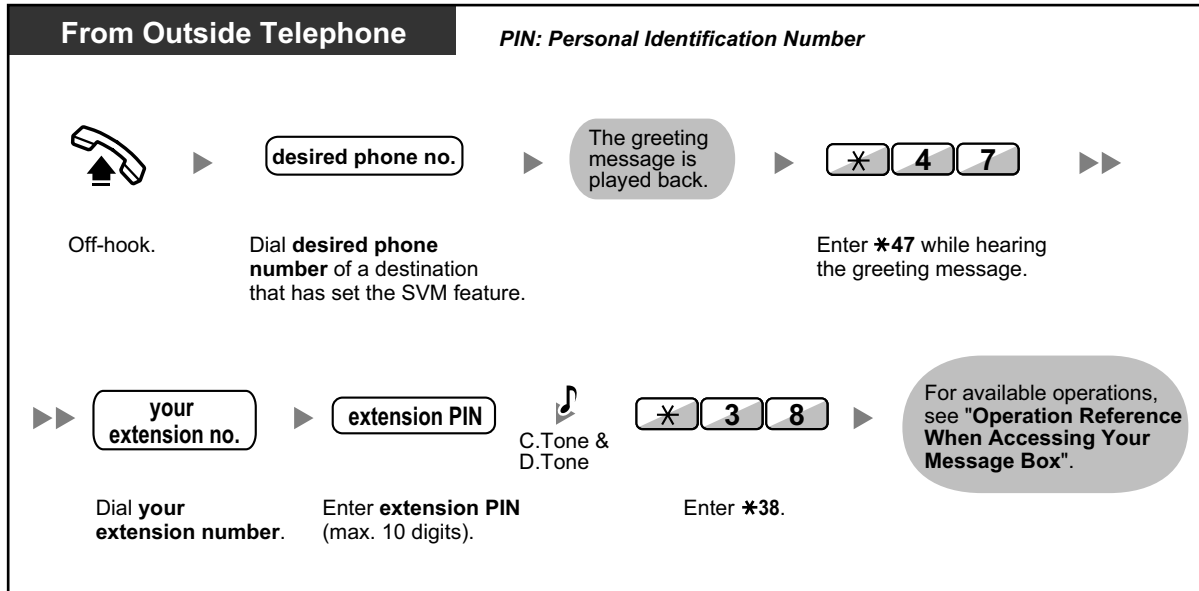 From Outside Telephone
PIN: Personal Identification Number
desired phone no.
The greeting
message is
played back.
* 4 7
Off-hook.
Dial desired phone
number of a destination
that has set the SVM feature.
Enter *47 while hearing
the greeting message.
your
extension no.
extension PIN
C.Tone &
D.Tone
* 3 8
For available operations,
see "Operation Reference
When Accessing Your
Message Box".
Dial your
extension number.
Enter extension PIN
(max. 10 digits).
Enter *38.